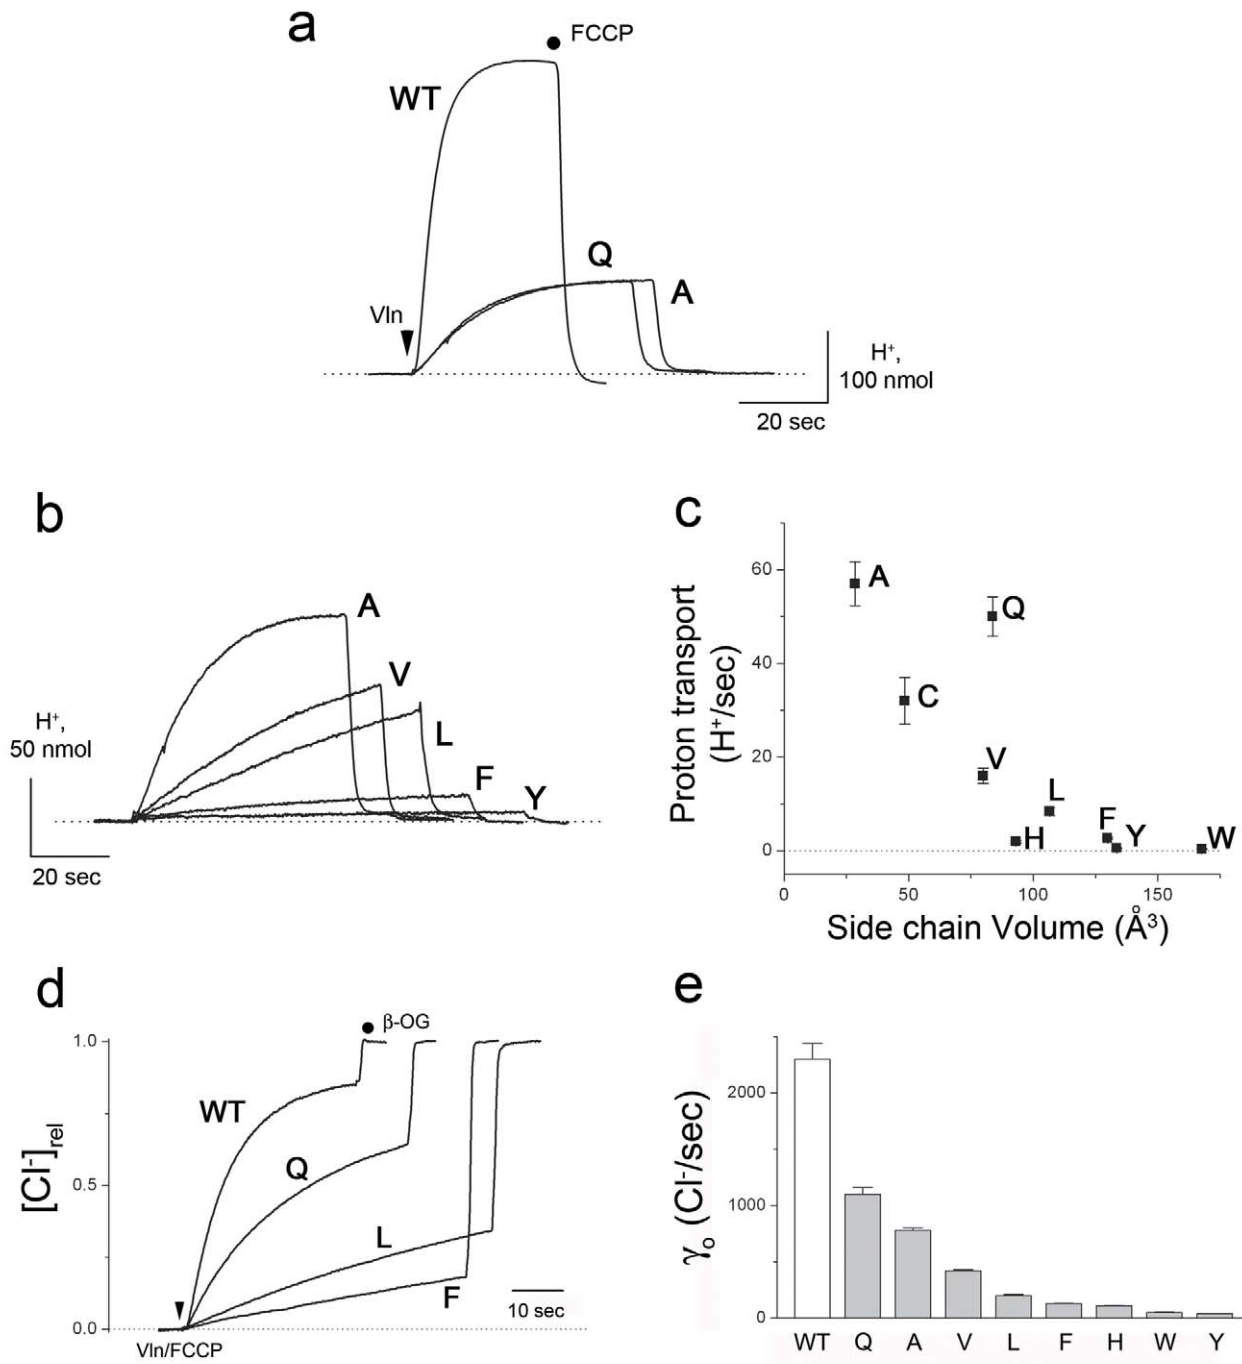 a
FCCP
WT
Q
A
Vln
H⁺,
100 nmol
20 sec
b
A
V
L
F
Y
H⁺,
50 nmol
20 sec
c
Proton transport
(H⁺/sec)
60
40
20
0
A
Q
C
V
L
H
F
Y
W
0
50
100
150
Side chain Volume (Å³)
d
β-OG
1.0
0.5
0.0
[Cl⁻]rel
WT
Q
L
F
10 sec
Vln/FCCP
e
γo (Cl⁻/sec)
2000
1000
0
WT Q A V L F H W Y